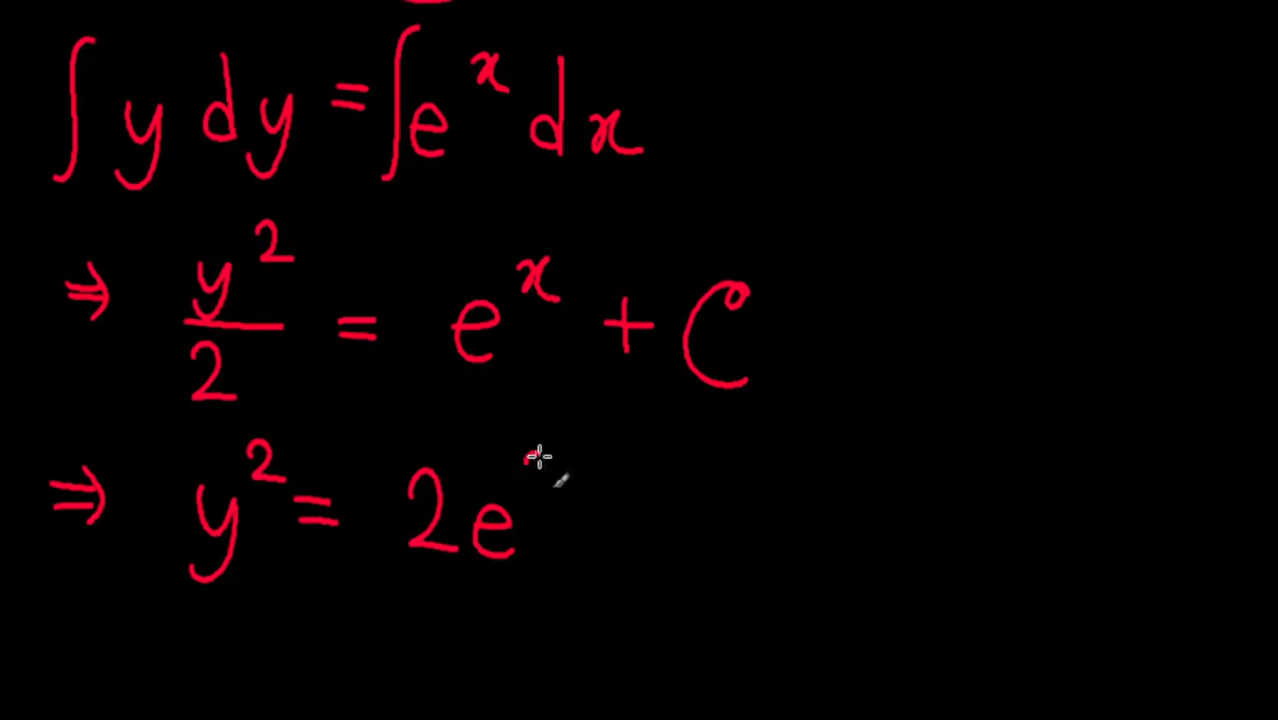 ∫ y dy = ∫ e^x dx
⇒ y^2/2 = e^x + C
⇒ y^2 = 2e